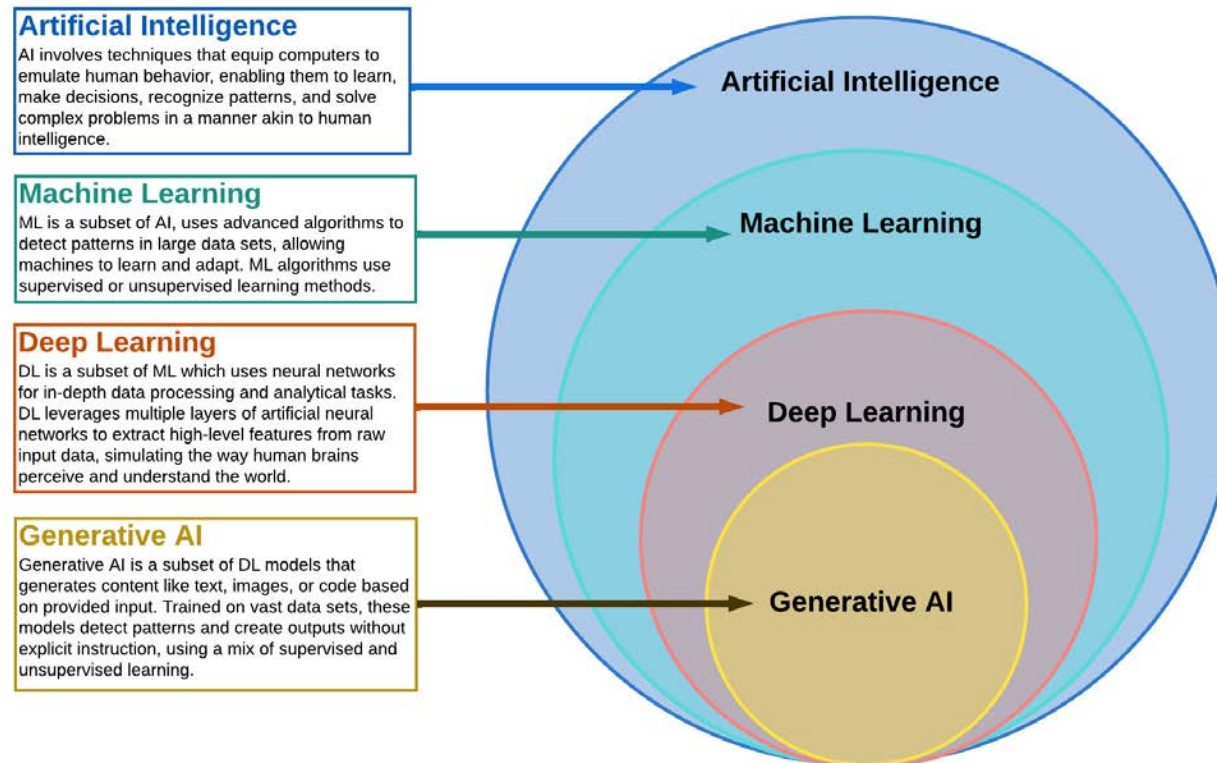 Artificial Intelligence
AI involves techniques that equip computers to
emulate human behavior, enabling them to learn,
make decisions, recognize patterns, and solve
complex problems in a manner akin to human
intelligence.
Machine Learning
ML is a subset of AI, uses advanced algorithms to
detect patterns in large data sets, allowing
machines to learn and adapt. ML algorithms use
supervised or unsupervised learning methods.
Deep Learning
DL is a subset of ML which uses neural networks
for in-depth data processing and analytical tasks.
DL leverages multiple layers of artificial neural
networks to extract high-level features from raw
input data, simulating the way human brains
perceive and understand the world.
Generative AI
Generative AI is a subset of DL models that
generates content like text, images, or code based
on provided input. Trained on vast data sets, these
models detect patterns and create outputs without
explicit instruction, using a mix of supervised and
unsupervised learning.
Artificial Intelligence
Machine Learning
Deep Learning
Generative AI